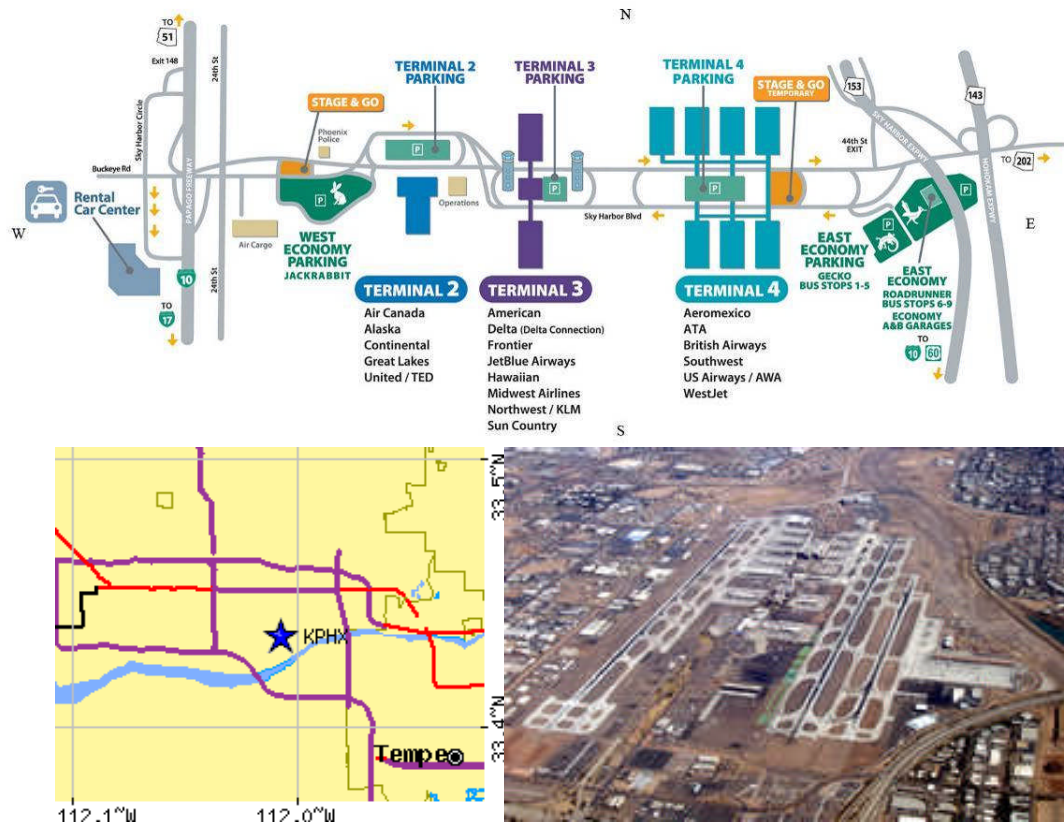 N
TO
51
Exit 148
24th St
Sky Harbor Circle
Buckeye Rd
PAPAGO FREEWAY
Rental
Car Center
W
10
TO
17
24th St
Air Cargo
STAGE & GO
Phoenix
Police
P
WEST
ECONOMY
PARKING
JACKRABBIT
TERMINAL 2
PARKING
P
Operations
TERMINAL 3
PARKING
P
Sky Harbor Blvd
TERMINAL 4
PARKING
P
STAGE & GO
TEMPORARY
153
SKY HARBOR EXPWY
143
HOHOKAM EXPWY
44th St
EXIT
TO
202
E
P
P
EAST
ECONOMY
PARKING
GECKO
BUS STOPS 1-5
EAST
ECONOMY
ROADRUNNER
BUS STOPS 6-9
ECONOMY
A&B GARAGES
TO
10
60
TERMINAL 2
Air Canada
Alaska
Continental
Great Lakes
United / TED
TERMINAL 3
American
Delta (Delta Connection)
Frontier
JetBlue Airways
Hawaiian
Midwest Airlines
Northwest / KLM
Sun Country
TERMINAL 4
Aeromexico
ATA
British Airways
Southwest
US Airways / AWA
WestJet
S
33.5°N
KPHX
33.4°N
Tempe
112.1°W
112.0°W